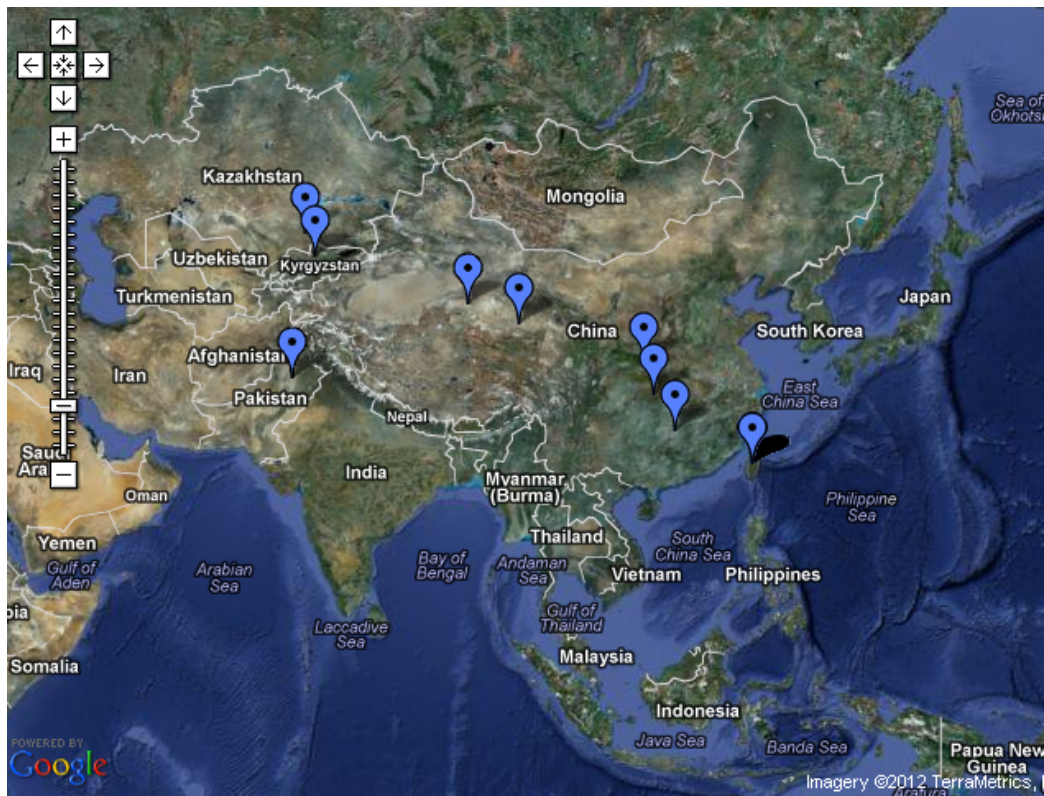 Sea of
Okhots
Kazakhstan
Mongolia
Uzbekistan
Kyrgyzstan
Turkmenistan
Japan
China
South Korea
Afghanistan
Iraq
Iran
East
China Sea
Pakistan
Nepal
Saudi
Ara
India
Myanmar
(Burma)
Oman
Philippine
Sea
Thailand
South
China Sea
Yemen
Gulf of
Aden
Arabian
Sea
Bay of
Bengal
Andaman
Sea
Vietnam
Philippines
Gulf of
Thailand
Laccadive
Sea
Malaysia
Somalia
Indonesia
Java Sea
Banda Sea
Papua New
Guinea
POWERED BY
Google
Imagery ©2012 TerraMetrics,